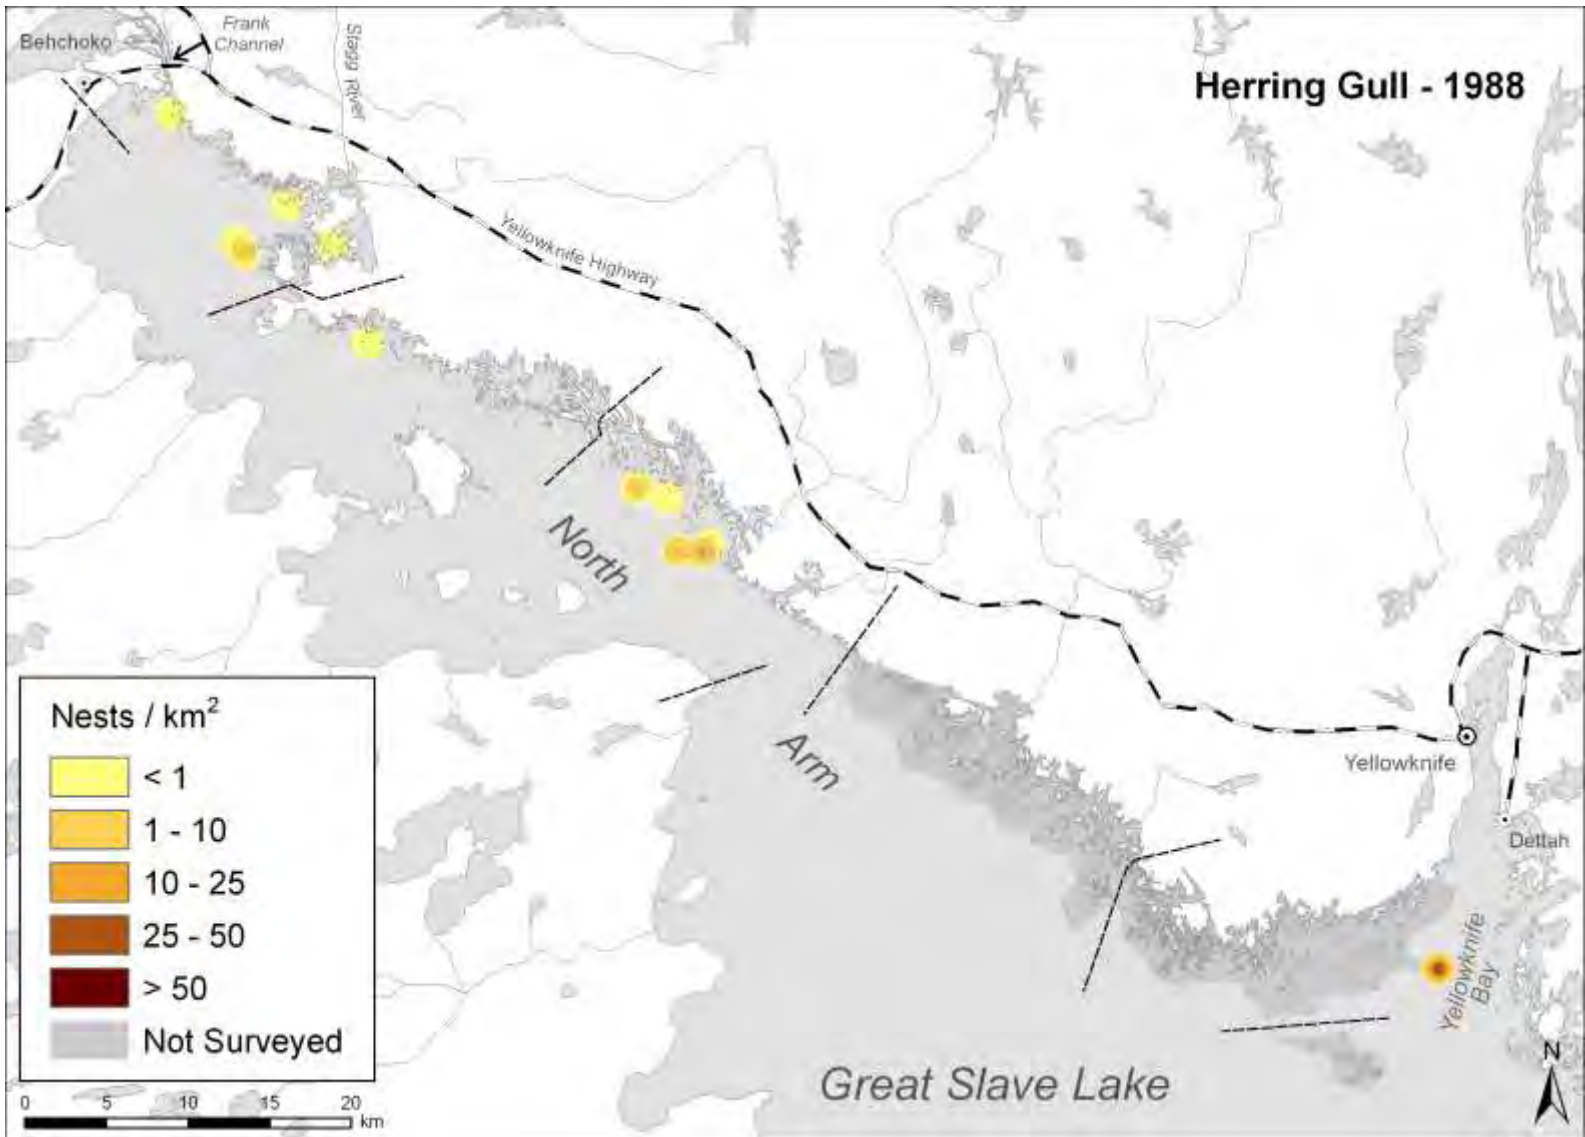 Behchoko
Frank
Channel
Stagg River
Herring Gull - 1988
Yellowknife Highway
North
Arm
Yellowknife
Dettah
Yellowknife
Bay
Great Slave Lake
Nests / km²
< 1
1 - 10
10 - 25
25 - 50
> 50
Not Surveyed
0 5 10 15 20
km
N